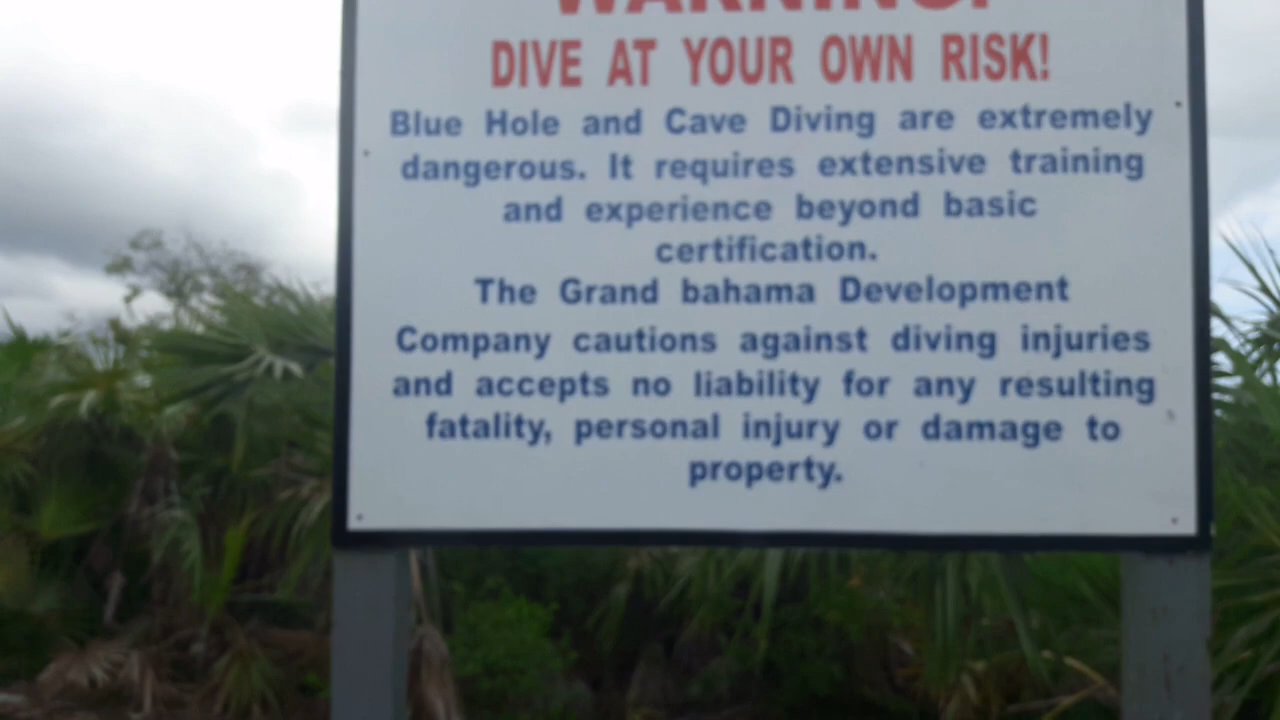 WARNING!
DIVE AT YOUR OWN RISK!
Blue Hole and Cave Diving are extremely
dangerous. It requires extensive training
and experience beyond basic
certification.
The Grand bahama Development
Company cautions against diving injuries
and accepts no liability for any resulting
fatality, personal injury or damage to
property.